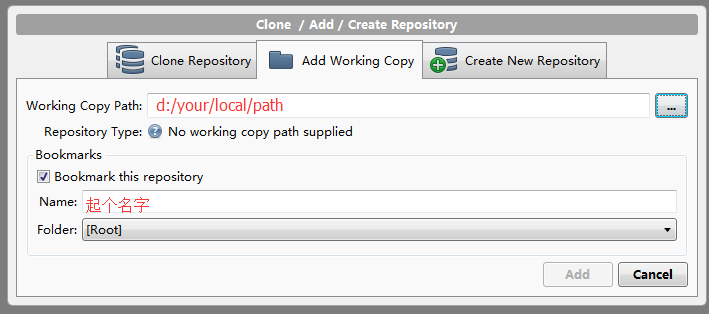 Clone / Add / Create Repository
Clone Repository
Add Working Copy
Create New Repository
Working Copy Path: d:/your/local/path ...
Repository Type: ? No working copy path supplied
Bookmarks
Bookmark this repository
Name: 起个名字
Folder: [Root]
Add Cancel